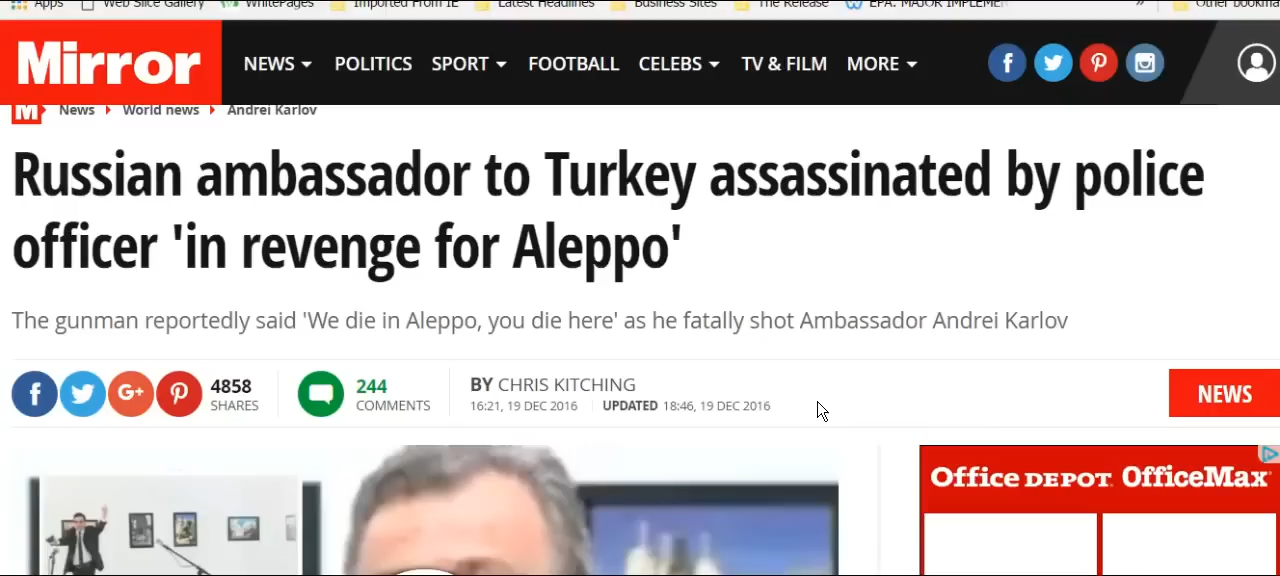 Apps Web Slice Gallery WhitePages Imported From IE Latest Headlines Business Sites The Release EPA: MAJOR IMPLEME » Other bookma
Mirror NEWS POLITICS SPORT FOOTBALL CELEBS TV & FILM MORE
M News World news Andrei Karlov
Russian ambassador to Turkey assassinated by police
officer 'in revenge for Aleppo'
The gunman reportedly said 'We die in Aleppo, you die here' as he fatally shot Ambassador Andrei Karlov
4858
SHARES
244
COMMENTS
BY CHRIS KITCHING
16:21, 19 DEC 2016 UPDATED 18:46, 19 DEC 2016
NEWS
Office DEPOT. OfficeMax